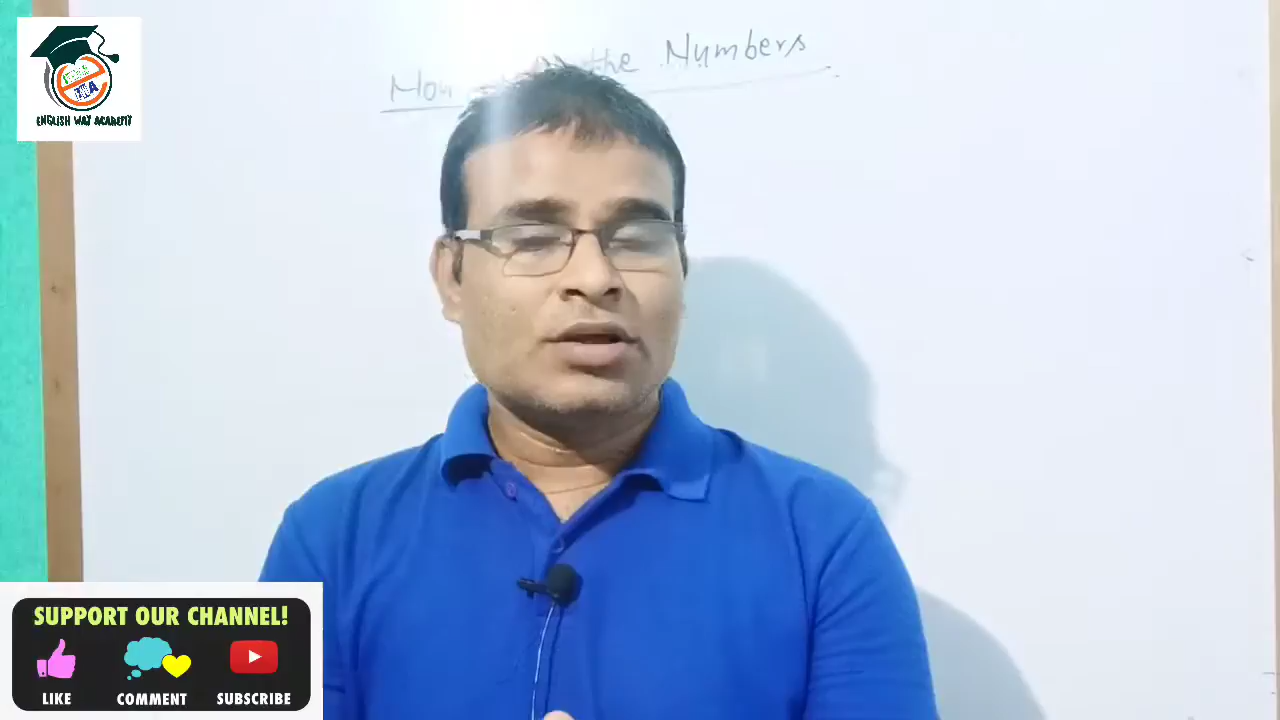 the Numbers
ENGLISH WAY ACADEMY
SUPPORT OUR CHANNEL!
LIKE COMMENT SUBSCRIBE